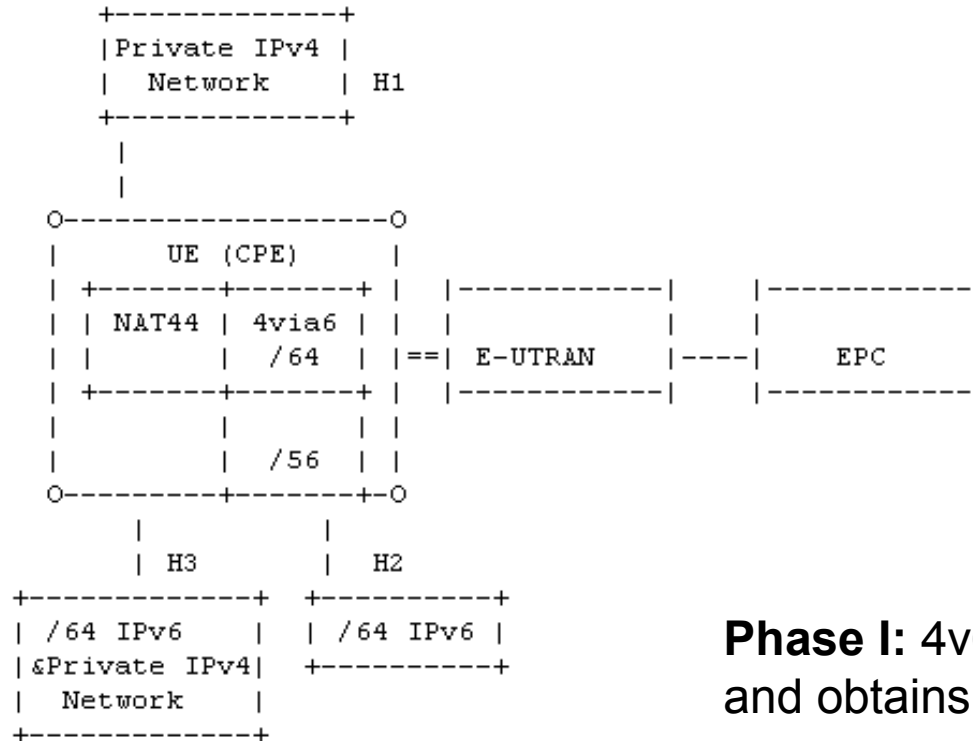 Private IPv4
Network H1
UE (CPE)
NAT44 4via6
/64 E-UTRAN EPC
/56
H3 H2
/64 IPv6 /64 IPv6
&Private IPv4
Network
Phase I: 4v
and obtains